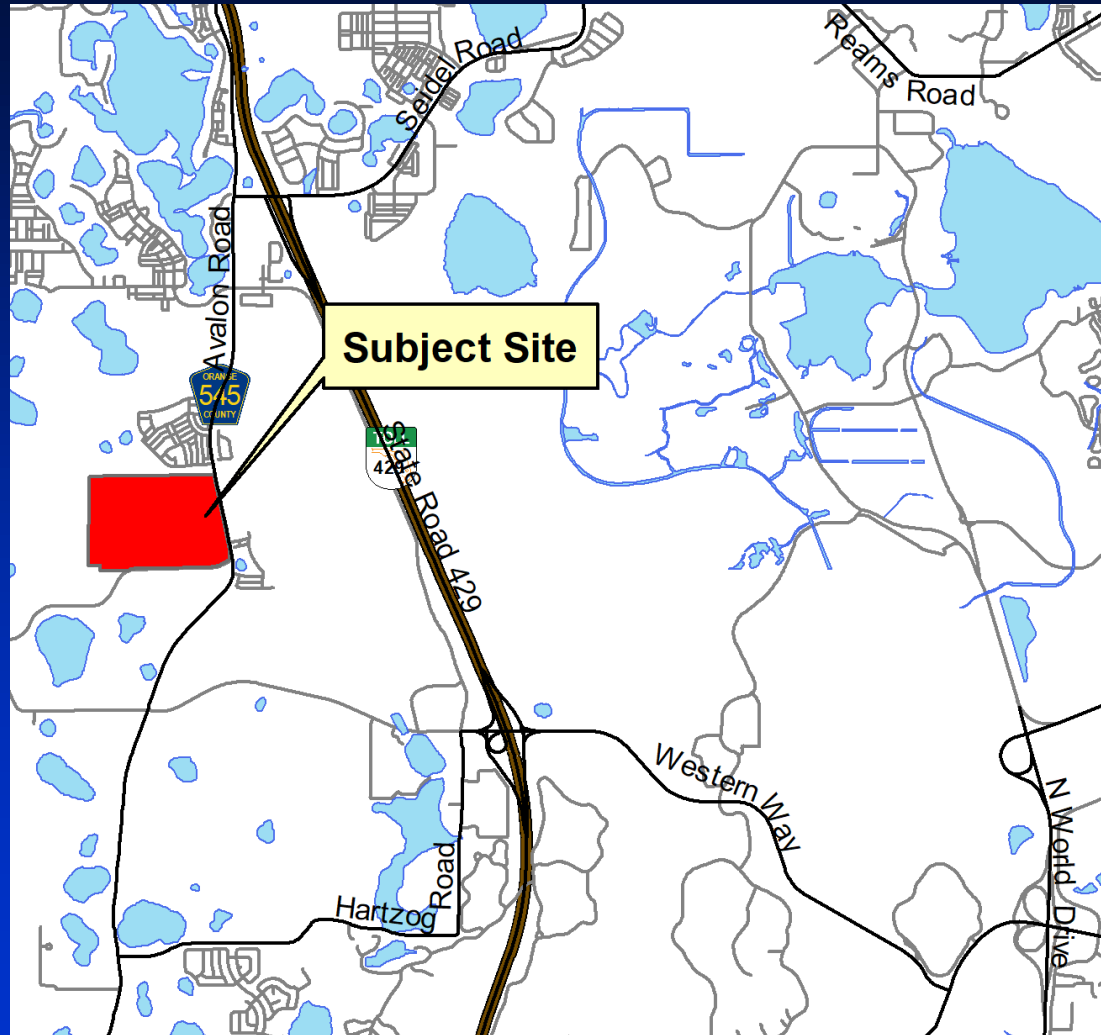 Reams Road
Seidel Road
Avalon Road
Subject Site
ORANGE
545
COUNTY
State Road 429
Western Way
N World Drive
Hartzog Road